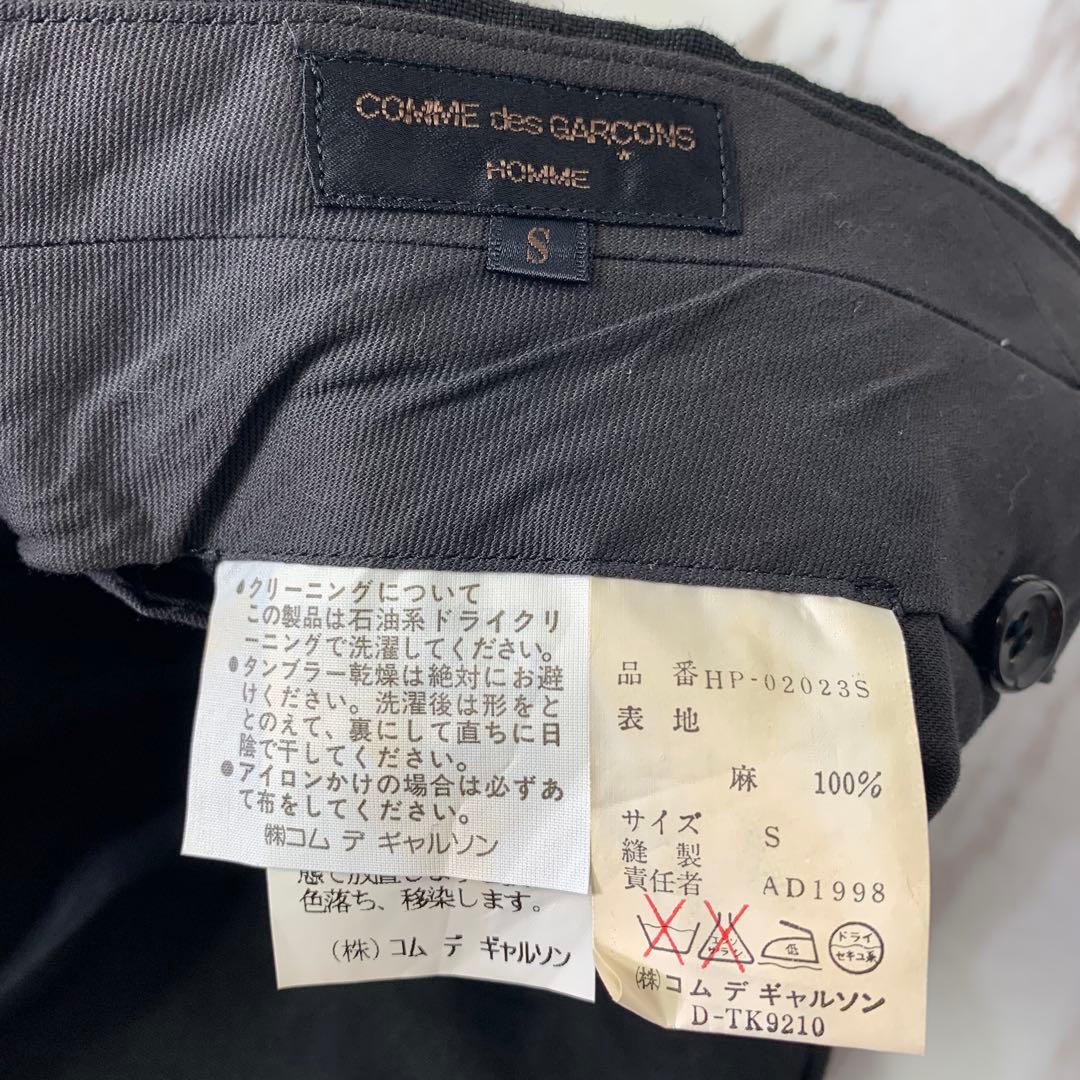 COMME des GARÇONS
HOMME
S
●クリーニングについて
この製品は石油系ドライクリ
ーニングで洗濯してください。
●タンブラー乾燥は絶対にお避
けください。洗濯後は形をと
とのえて、裏にして直ちに日
陰で干してください。
●アイロンかけの場合は必ずあ
て布をしてください。
㈱コム デ ギャルソン
色落ち、移染します。
(株)コム デ ギャルソン
品 番 HP-02023S
表 地
麻 100%
サイズ S
縫 製
責任者 AD1998
低
ドライ
セキユ系
㈱コム デ ギャルソン
D-TK9210